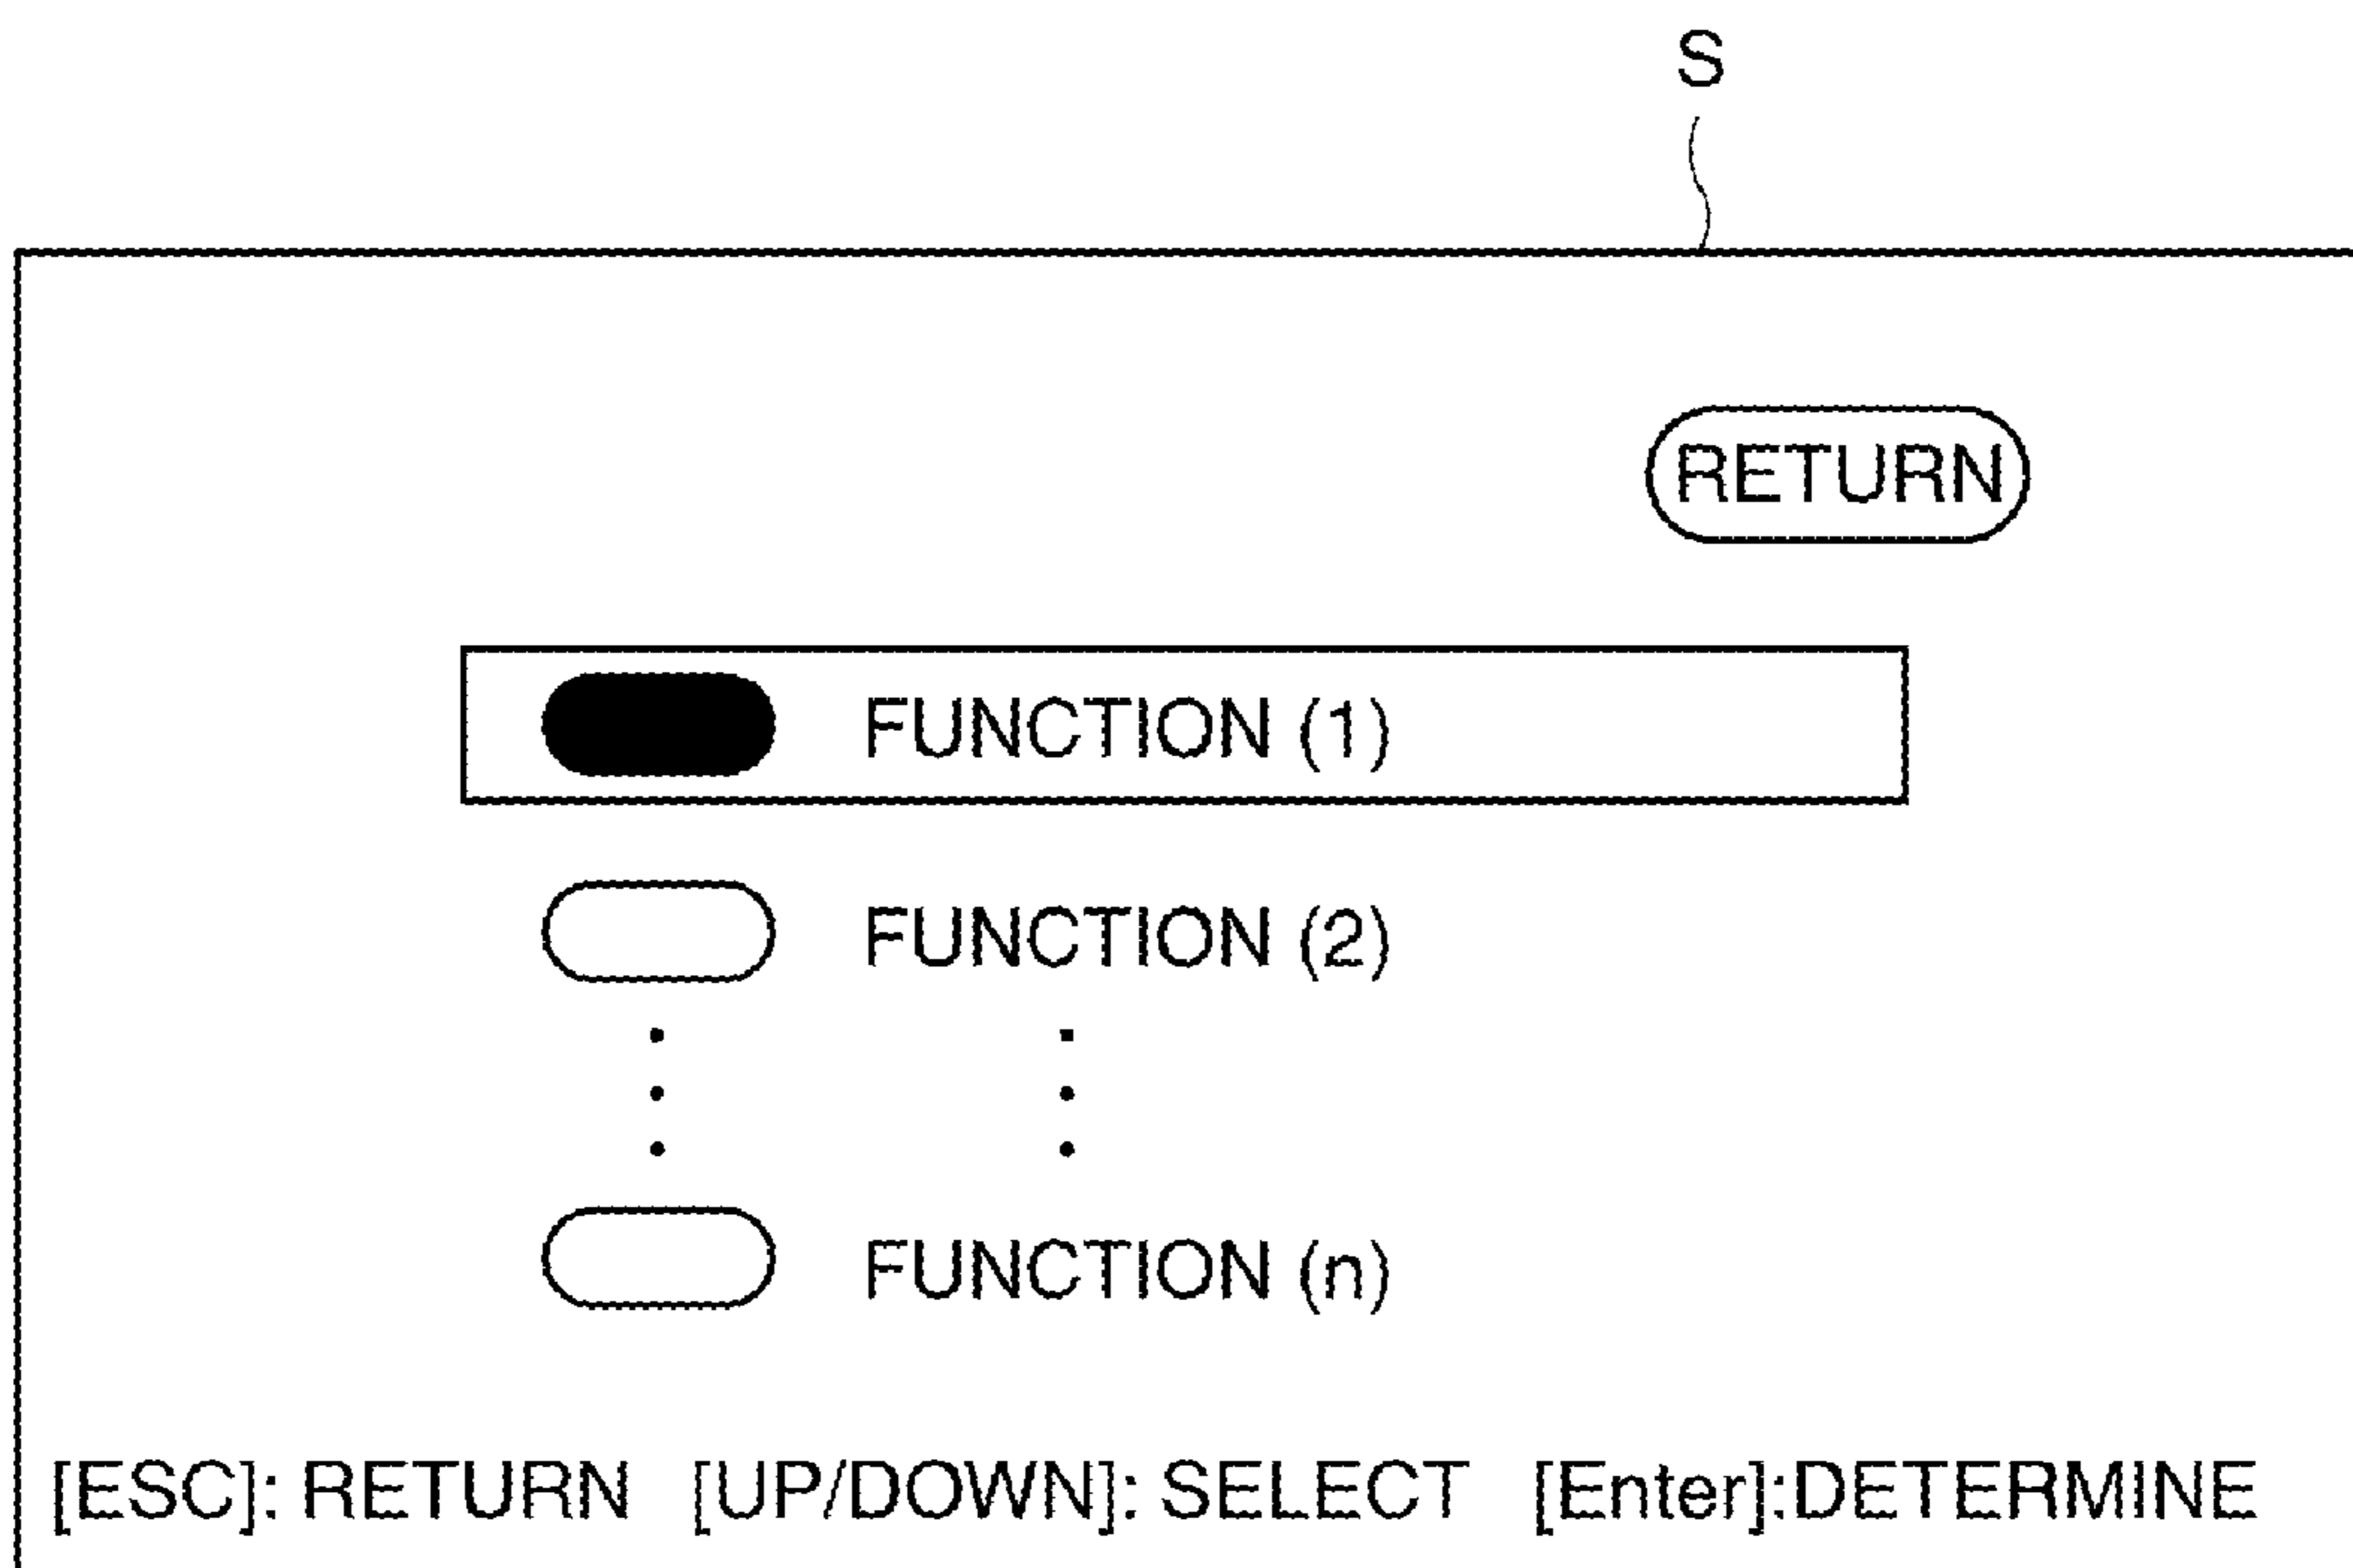 S
RETURN
FUNCTION (1)
FUNCTION (2)
FUNCTION (n)
[ESC]: RETURN [UP/DOWN]: SELECT [Enter]:DETERMINE